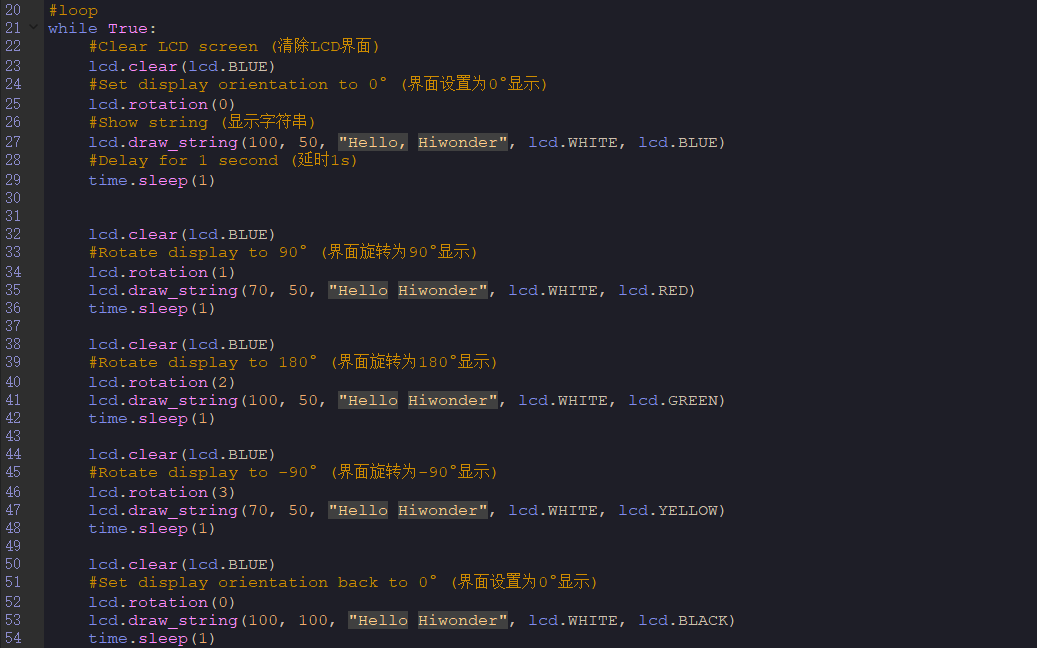 20 #loop
21 while True:
22     #Clear LCD screen (清除LCD界面)
23     lcd.clear(lcd.BLUE)
24     #Set display orientation to 0° (界面设置为0°显示)
25     lcd.rotation(0)
26     #Show string (显示字符串)
27     lcd.draw_string(100, 50, "Hello, Hiwonder", lcd.WHITE, lcd.BLUE)
28     #Delay for 1 second (延时1s)
29     time.sleep(1)
30
31
32     lcd.clear(lcd.BLUE)
33     #Rotate display to 90° (界面旋转为90°显示)
34     lcd.rotation(1)
35     lcd.draw_string(70, 50, "Hello Hiwonder", lcd.WHITE, lcd.RED)
36     time.sleep(1)
37
38     lcd.clear(lcd.BLUE)
39     #Rotate display to 180° (界面旋转为180°显示)
40     lcd.rotation(2)
41     lcd.draw_string(100, 50, "Hello Hiwonder", lcd.WHITE, lcd.GREEN)
42     time.sleep(1)
43
44     lcd.clear(lcd.BLUE)
45     #Rotate display to -90° (界面旋转为-90°显示)
46     lcd.rotation(3)
47     lcd.draw_string(70, 50, "Hello Hiwonder", lcd.WHITE, lcd.YELLOW)
48     time.sleep(1)
49
50     lcd.clear(lcd.BLUE)
51     #Set display orientation back to 0° (界面设置为0°显示)
52     lcd.rotation(0)
53     lcd.draw_string(100, 100, "Hello Hiwonder", lcd.WHITE, lcd.BLACK)
54     time.sleep(1)